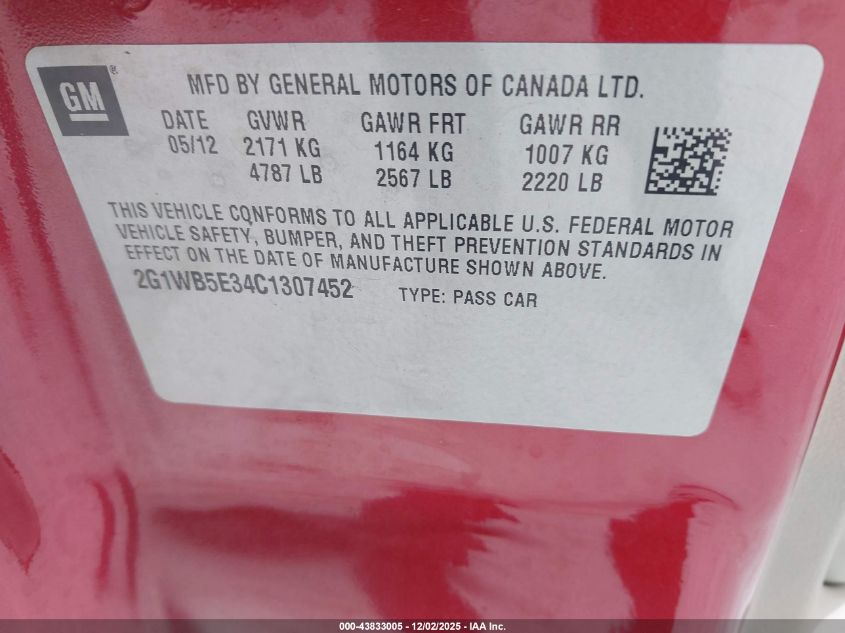 GM®
MFD BY GENERAL MOTORS OF CANADA LTD.
DATE GVWR GAWR FRT GAWR RR
05/12 2171 KG 1164 KG 1007 KG
4787 LB 2567 LB 2220 LB
THIS VEHICLE CONFORMS TO ALL APPLICABLE U.S. FEDERAL MOTOR
VEHICLE SAFETY, BUMPER, AND THEFT PREVENTION STANDARDS IN
EFFECT ON THE DATE OF MANUFACTURE SHOWN ABOVE.
2G1WB5E34C1307452 TYPE: PASS CAR
000-43833005 - 12/02/2025 - IAA Inc.